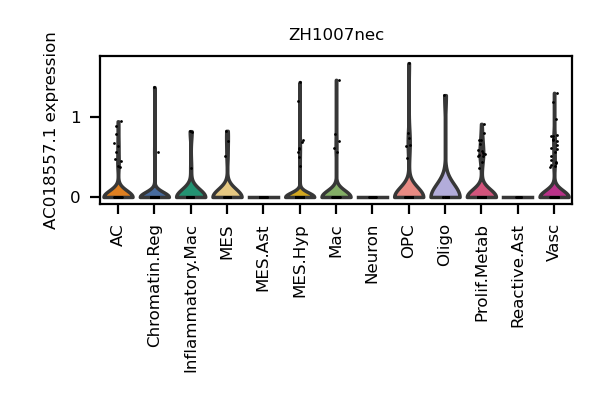 ZH1007nec
AC018557.1 expression
1
0
AC
Chromatin.Reg
Inflammatory.Mac
MES
MES.Ast
MES.Hyp
Mac
Neuron
OPC
Oligo
Prolif.Metab
Reactive.Ast
Vasc